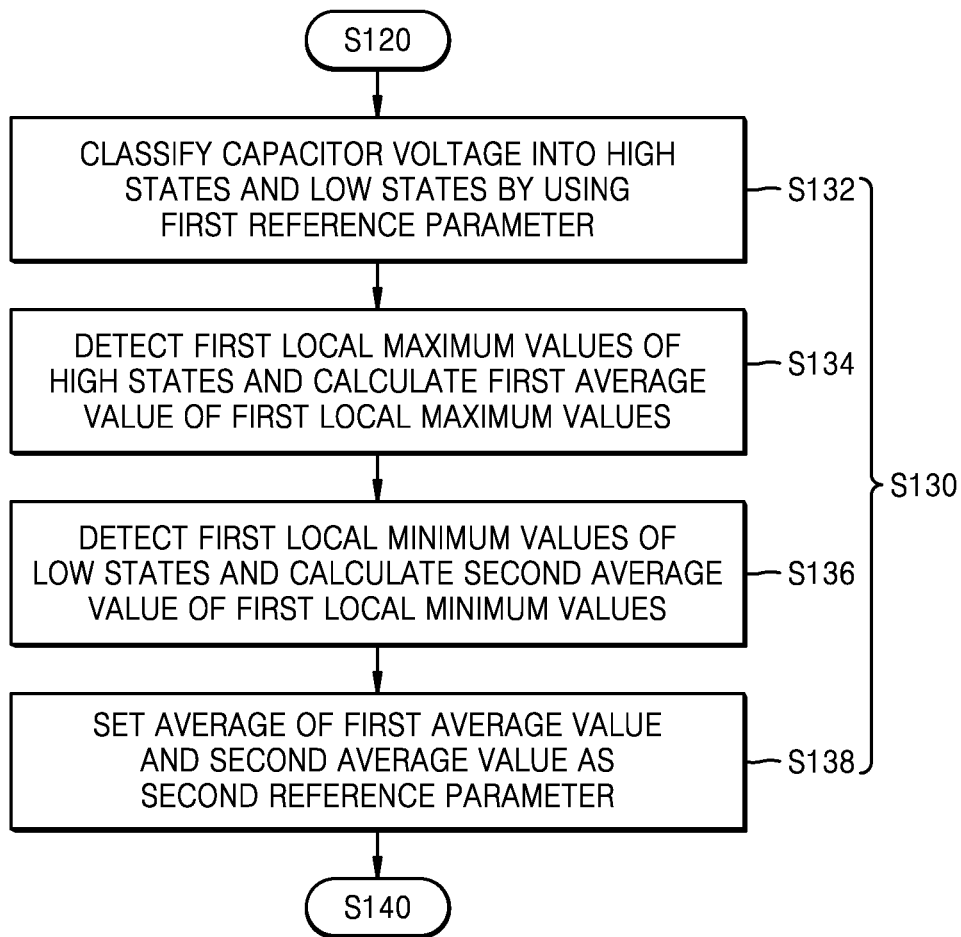 S120
CLASSIFY CAPACITOR VOLTAGE INTO HIGH
STATES AND LOW STATES BY USING
FIRST REFERENCE PARAMETER
S132
DETECT FIRST LOCAL MAXIMUM VALUES OF
HIGH STATES AND CALCULATE FIRST AVERAGE
VALUE OF FIRST LOCAL MAXIMUM VALUES
S134
S130
DETECT FIRST LOCAL MINIMUM VALUES OF
LOW STATES AND CALCULATE SECOND AVERAGE
VALUE OF FIRST LOCAL MINIMUM VALUES
S136
SET AVERAGE OF FIRST AVERAGE VALUE
AND SECOND AVERAGE VALUE AS
SECOND REFERENCE PARAMETER
S138
S140